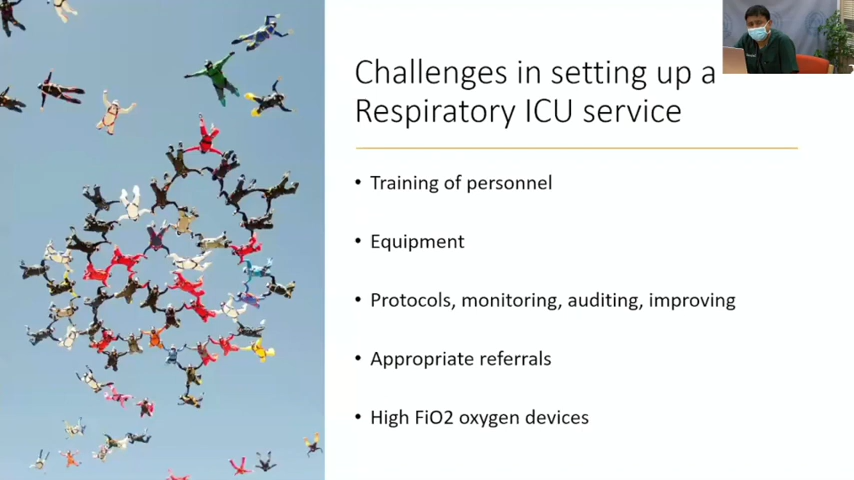 Challenges in setting up a
Respiratory ICU service
• Training of personnel
• Equipment
• Protocols, monitoring, auditing, improving
• Appropriate referrals
• High FiO2 oxygen devices